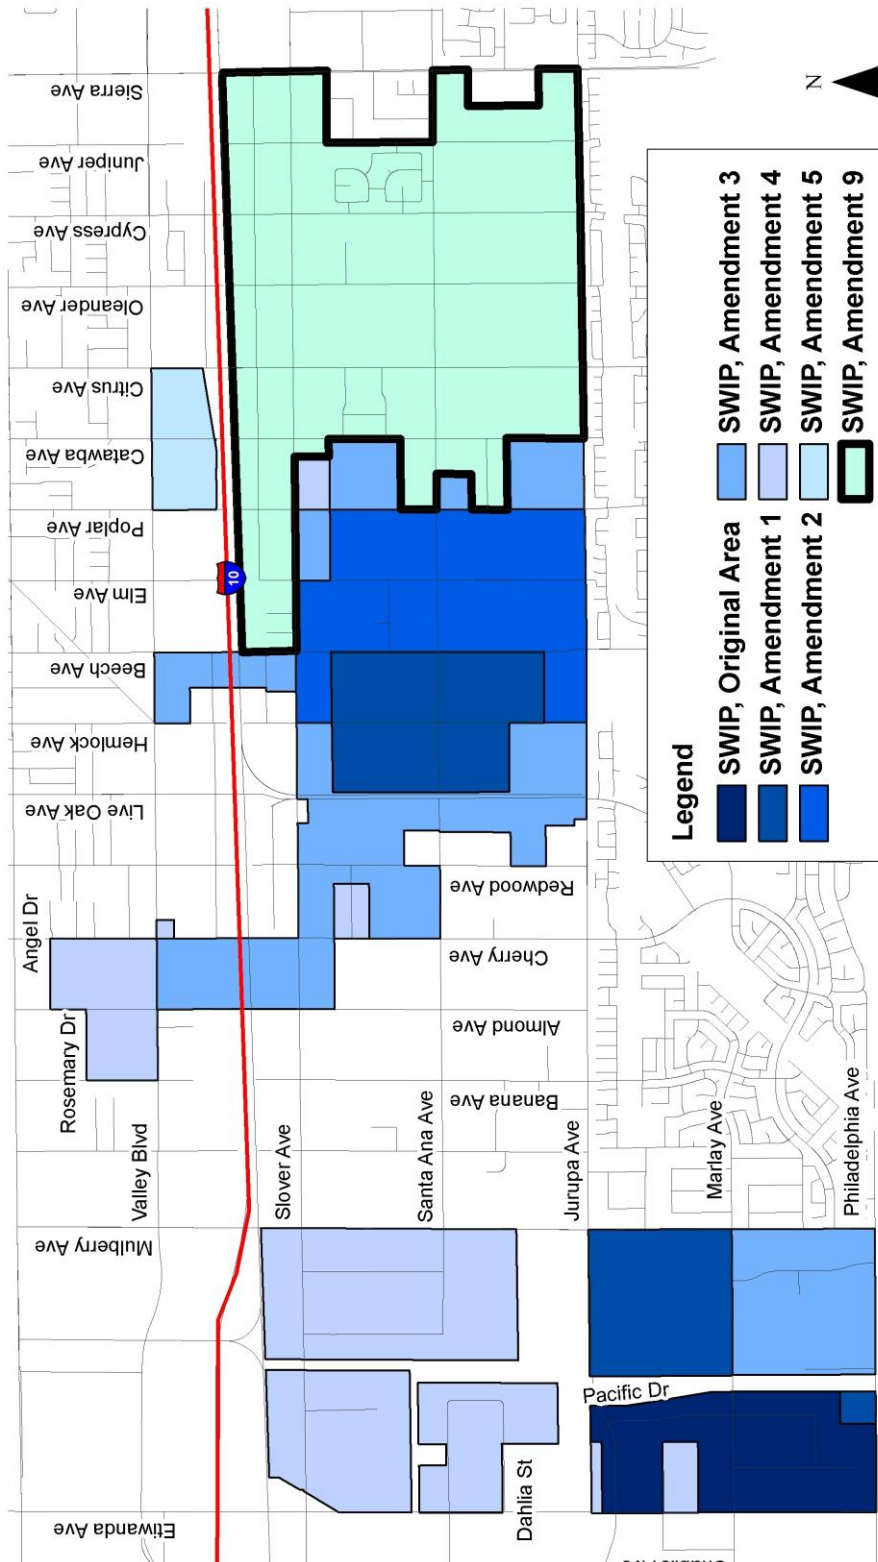 Sierra Ave
Juniper Ave
Cypress Ave
Oleander Ave
Citrus Ave
Catawba Ave
Poplar Ave
Elm Ave
Beech Ave
Hemlock Ave
Live Oak Ave
Redwood Ave
Cherry Ave
Almond Ave
Banana Ave
Mulberry Ave
Etiwanda Ave
Angel Dr
Rosemary Dr
Valley Blvd
Slover Ave
Santa Ana Ave
Jurupa Ave
Marlay Ave
Philadelphia Ave
Pacific Dr
Dahlia St
10
N
Legend
SWIP, Original Area
SWIP, Amendment 1
SWIP, Amendment 2
SWIP, Amendment 3
SWIP, Amendment 4
SWIP, Amendment 5
SWIP, Amendment 9